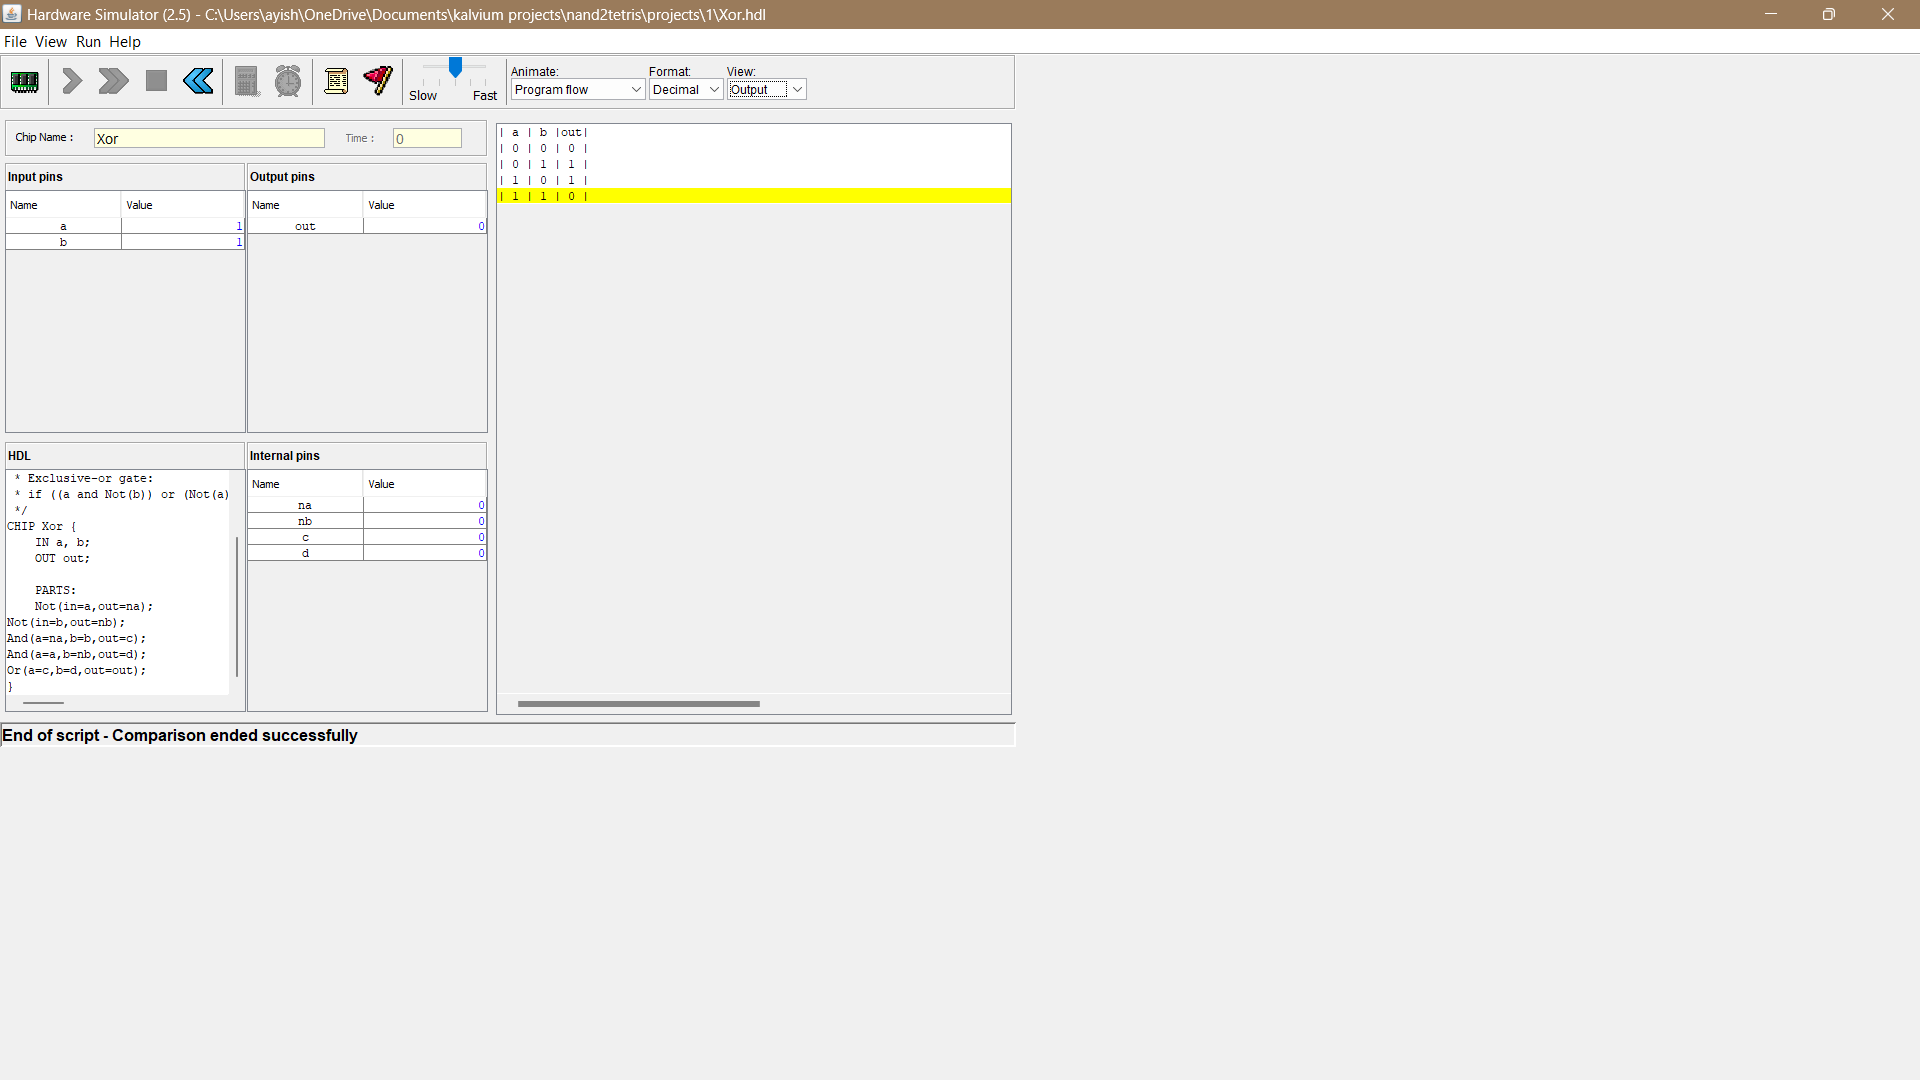 Hardware Simulator (2.5) - C:\Users\ayish\OneDrive\Documents\kalvium projects\nand2tetris\projects\1\Xor.hdl
File View Run Help
Slow Fast
Animate: Format: View:
Program flow Decimal Output
Chip Name : Xor Time : 0
Input pins
Name Value
a 1
b 1
Output pins
Name Value
out 0
HDL
* Exclusive-or gate:
* if ((a and Not(b)) or (Not(a)
*/
CHIP Xor {
IN a, b;
OUT out;
PARTS:
Not(in=a,out=na);
Not(in=b,out=nb);
And(a=na,b=b,out=c);
And(a=a,b=nb,out=d);
Or(a=c,b=d,out=out);
}
Internal pins
Name Value
na 0
nb 0
c 0
d 0
| a | b |out|
| 0 | 0 | 0 |
| 0 | 1 | 1 |
| 1 | 0 | 1 |
| 1 | 1 | 0 |
End of script - Comparison ended successfully